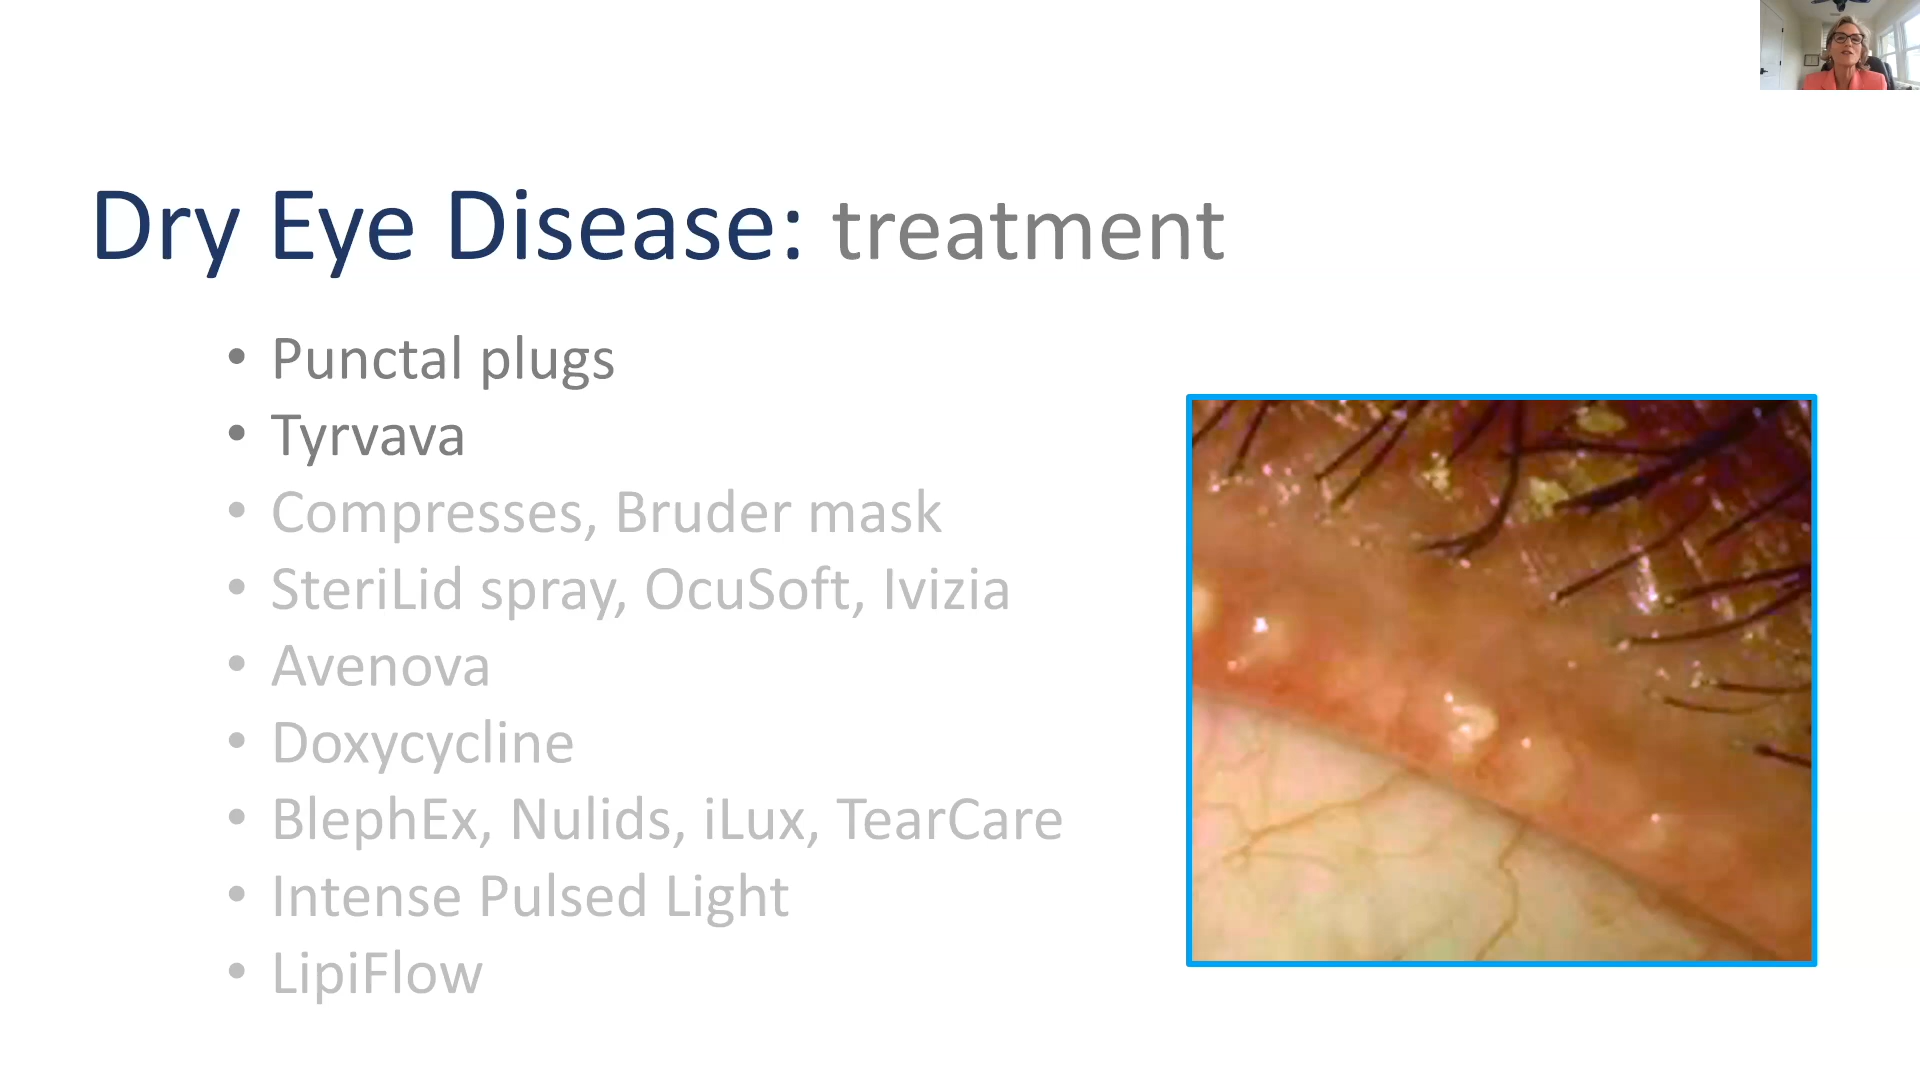 Dry Eye Disease: treatment
• Punctal plugs
• Tyrvava
• Compresses, Bruder mask
• SteriLid spray, OcuSoft, Ivizia
• Avenova
• Doxycycline
• BlephEx, Nulids, iLux, TearCare
• Intense Pulsed Light
• LipiFlow